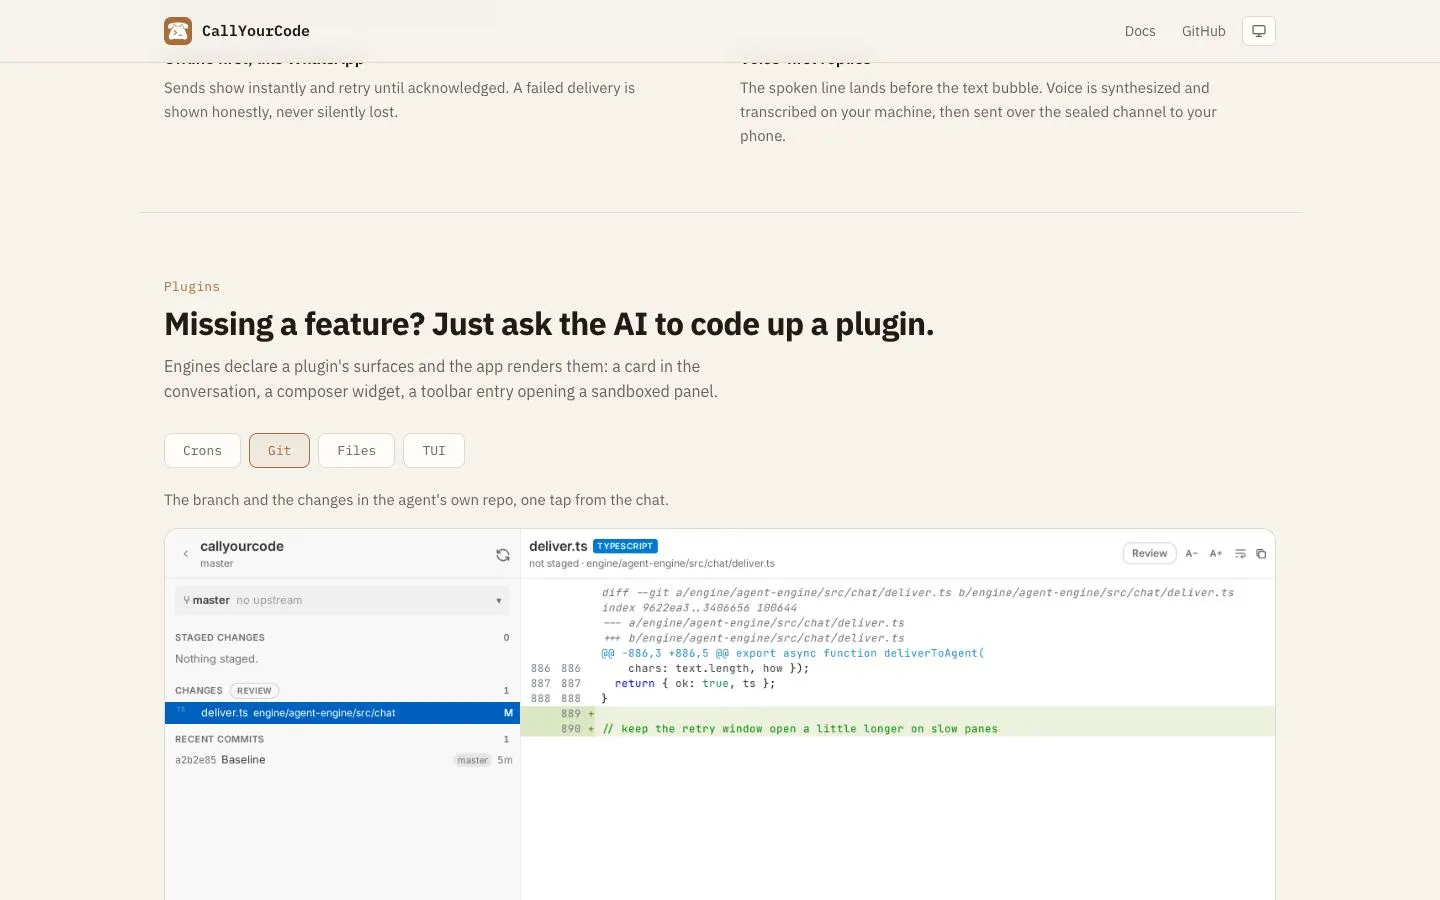 CallYourCode
Docs
GitHub
Sends show instantly and retry until acknowledged. A failed delivery is
shown honestly, never silently lost.
The spoken line lands before the text bubble. Voice is synthesized and
transcribed on your machine, then sent over the sealed channel to your
phone.
Plugins
Missing a feature? Just ask the AI to code up a plugin.
Engines declare a plugin's surfaces and the app renders them: a card in the
conversation, a composer widget, a toolbar entry opening a sandboxed panel.
Crons
Git
Files
TUI
The branch and the changes in the agent's own repo, one tap from the chat.
callyourcode
master
master no upstream
STAGED CHANGES 0
Nothing staged.
CHANGES REVIEW 1
TS deliver.ts engine/agent-engine/src/chat M
RECENT COMMITS 1
a2b2e85 Baseline master 5m
deliver.ts TYPESCRIPT
not staged · engine/agent-engine/src/chat/deliver.ts
Review A- A+
diff --git a/engine/agent-engine/src/chat/deliver.ts b/engine/agent-engine/src/chat/deliver.ts
index 9622ea3..3406656 100644
--- a/engine/agent-engine/src/chat/deliver.ts
+++ b/engine/agent-engine/src/chat/deliver.ts
@@ -886,3 +886,5 @@ export async function deliverToAgent(
886 886 chars: text.length, how });
887 887 return { ok: true, ts };
888 888 }
889 +
890 + // keep the retry window open a little longer on slow panes